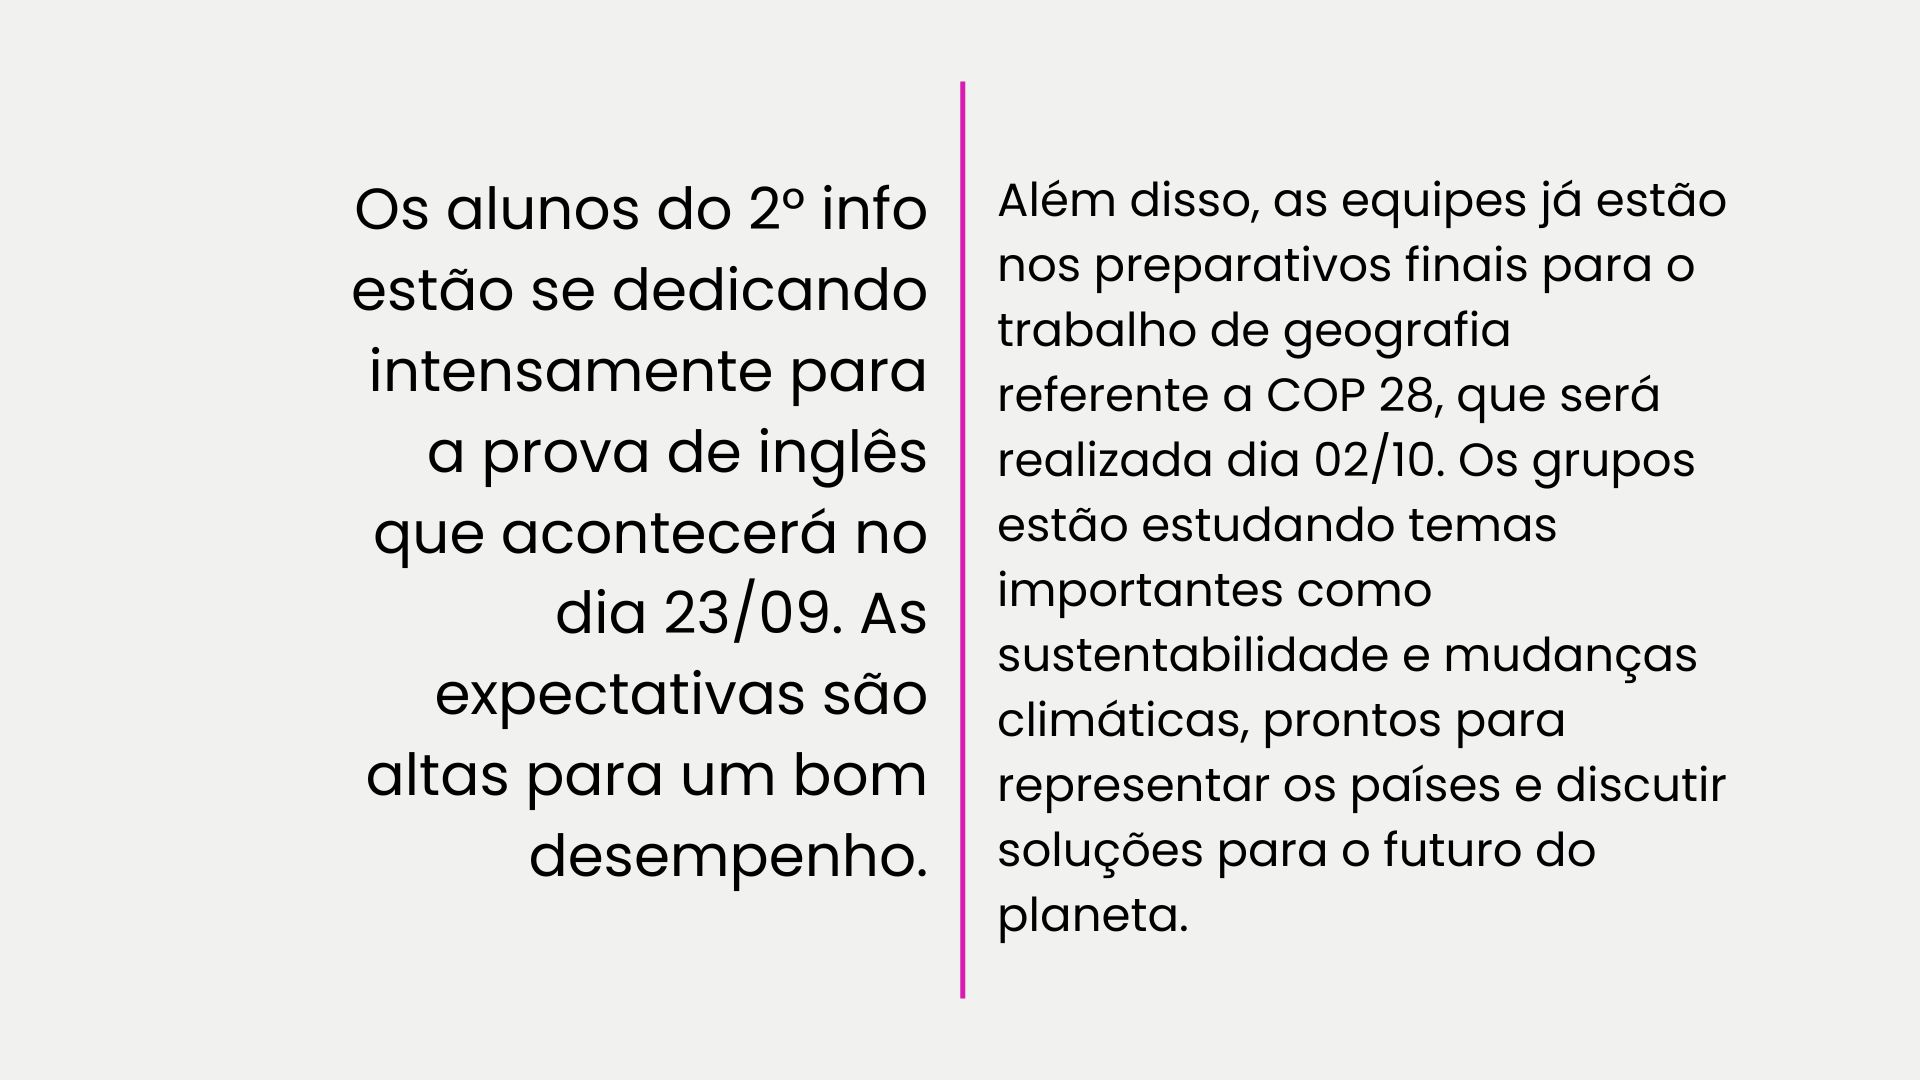 Os alunos do 2º info
estão se dedicando
intensamente para
a prova de inglês
que acontecerá no
dia 23/09. As
expectativas são
altas para um bom
desempenho.
Além disso, as equipes já estão
nos preparativos finais para o
trabalho de geografia
referente a COP 28, que será
realizada dia 02/10. Os grupos
estão estudando temas
importantes como
sustentabilidade e mudanças
climáticas, prontos para
representar os países e discutir
soluções para o futuro do
planeta.